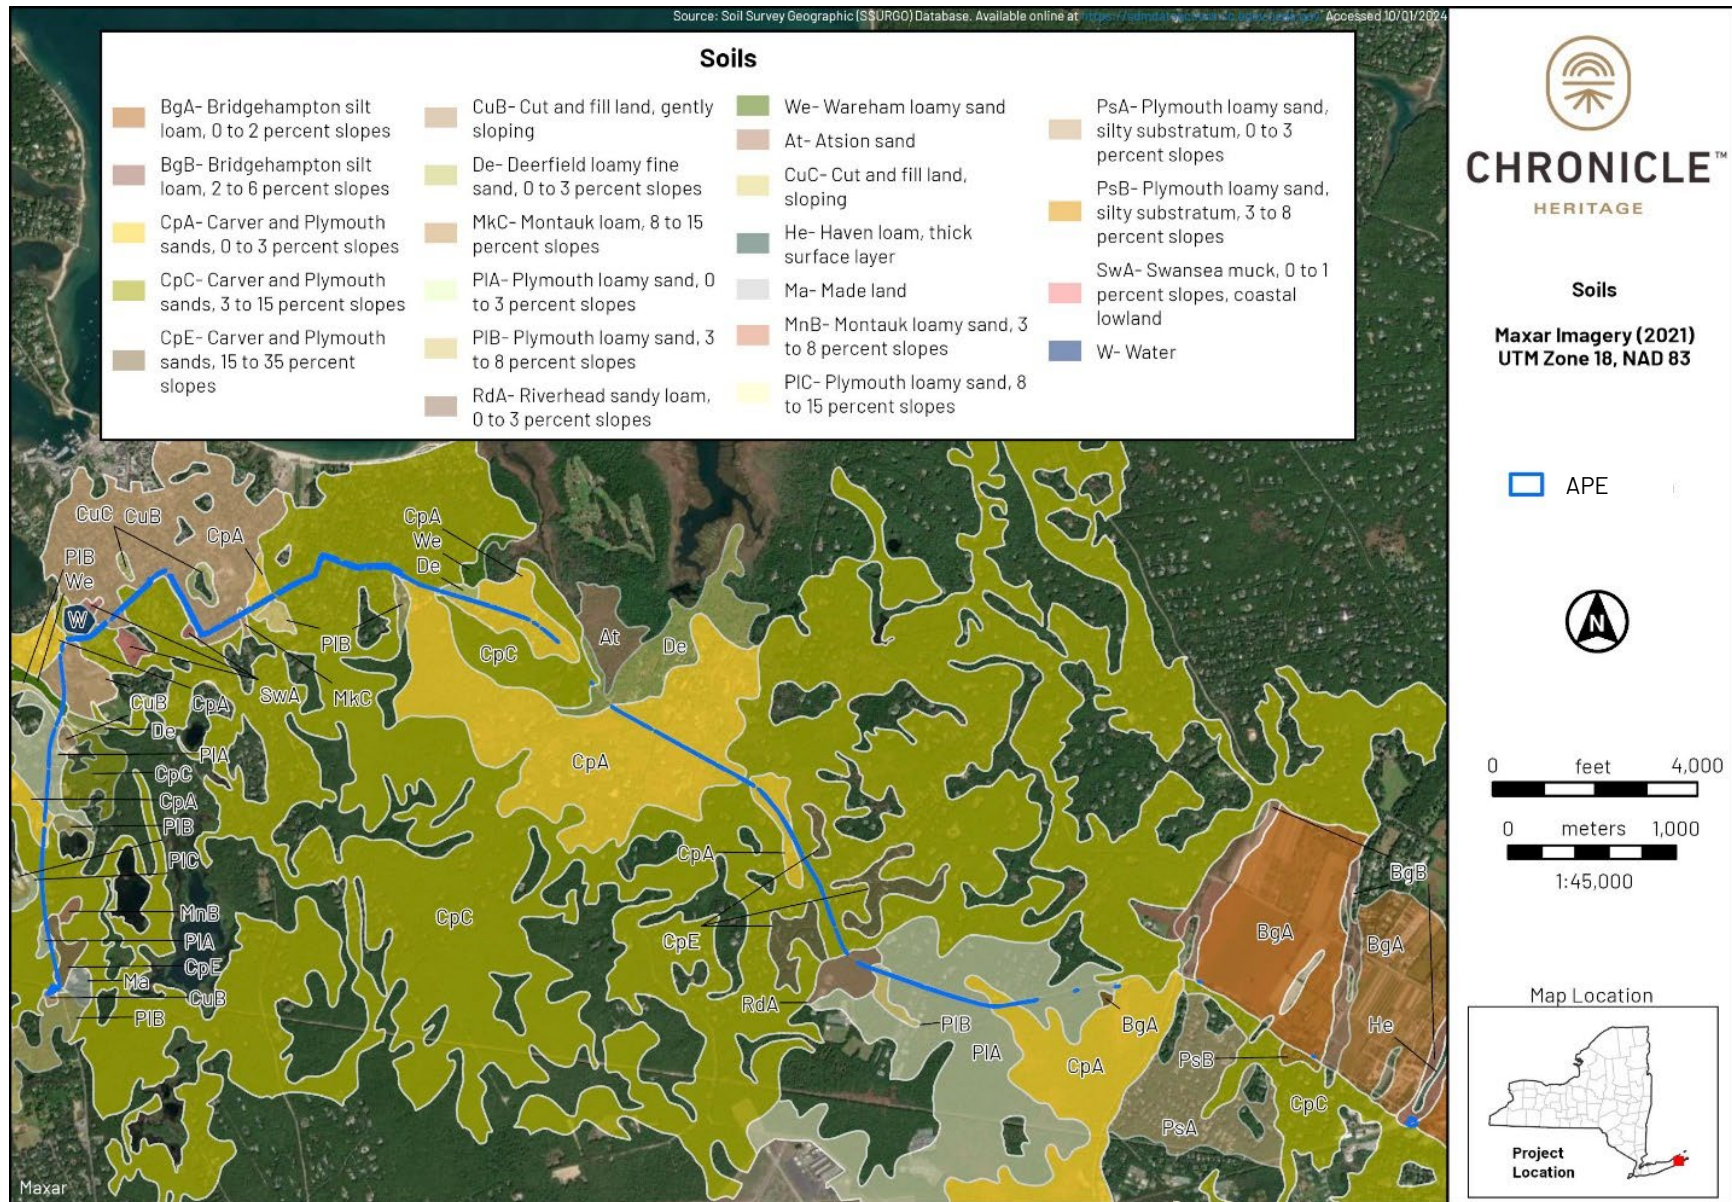 Source: Soil Survey Geographic (SSURGO) Database. Available online at Accessed 10/01/2024
Soils
BgA- Bridgehampton silt
loam, 0 to 2 percent slopes
BgB- Bridgehampton silt
loam, 2 to 6 percent slopes
CpA- Carver and Plymouth
sands, 0 to 3 percent slopes
CpC- Carver and Plymouth
sands, 3 to 15 percent slopes
CpE- Carver and Plymouth
sands, 15 to 35 percent
slopes
CuB- Cut and fill land, gently
sloping
De- Deerfield loamy fine
sand, 0 to 3 percent slopes
MkC- Montauk loam, 8 to 15
percent slopes
PlA- Plymouth loamy sand, 0
to 3 percent slopes
PlB- Plymouth loamy sand, 3
to 8 percent slopes
RdA- Riverhead sandy loam,
0 to 3 percent slopes
We- Wareham loamy sand
At- Atsion sand
CuC- Cut and fill land,
sloping
He- Haven loam, thick
surface layer
Ma- Made land
MnB- Montauk loamy sand, 3
to 8 percent slopes
PlC- Plymouth loamy sand, 8
to 15 percent slopes
PsA- Plymouth loamy sand,
silty substratum, 0 to 3
percent slopes
PsB- Plymouth loamy sand,
silty substratum, 3 to 8
percent slopes
SwA- Swansea muck, 0 to 1
percent slopes, coastal
lowland
W- Water
CuC
CuB
CpA
PlB
We
W
CpA
We
De
PlB
CpC
At
De
SwA
CpA
MkC
CuB
De
PlA
CpC
CpA
PlB
PlC
MnB
PlA
CpE
Ma
CuB
PlB
CpA
CpA
CpC
CpE
RdA
PlB
PlA
BgA
CpA
BgB
BgA
BgA
He
PsB
CpC
PsA
Maxar
CHRONICLE™
HERITAGE
Soils
Maxar Imagery (2021)
UTM Zone 18, NAD 83
APE
N
0 feet 4,000
0 meters 1,000
1:45,000
Map Location
Project
Location